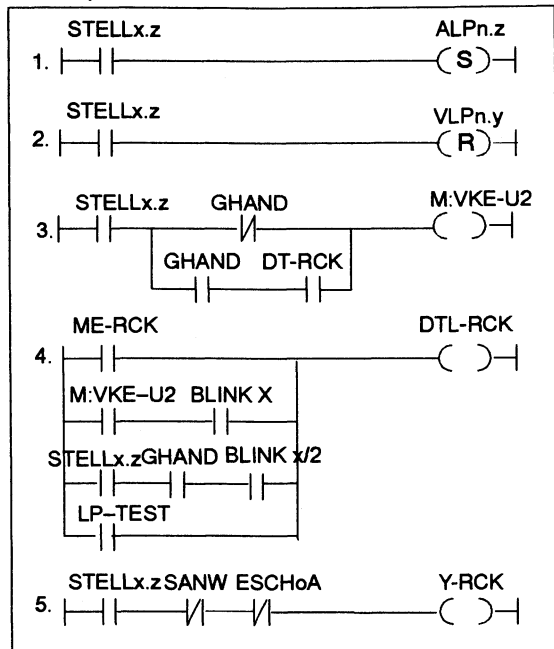 STELLx.z ALPn.z
1. S
STELLx.z VLPn.y
2. R
STELLx.z GHAND M:VKE-U2
3.
GHAND DT-RCK
ME-RCK DTL-RCK
4.
M:VKE–U2 BLINK X
STELLx.z GHAND BLINK x/2
LP–TEST
STELLx.z SANW ESCHoA Y-RCK
5.